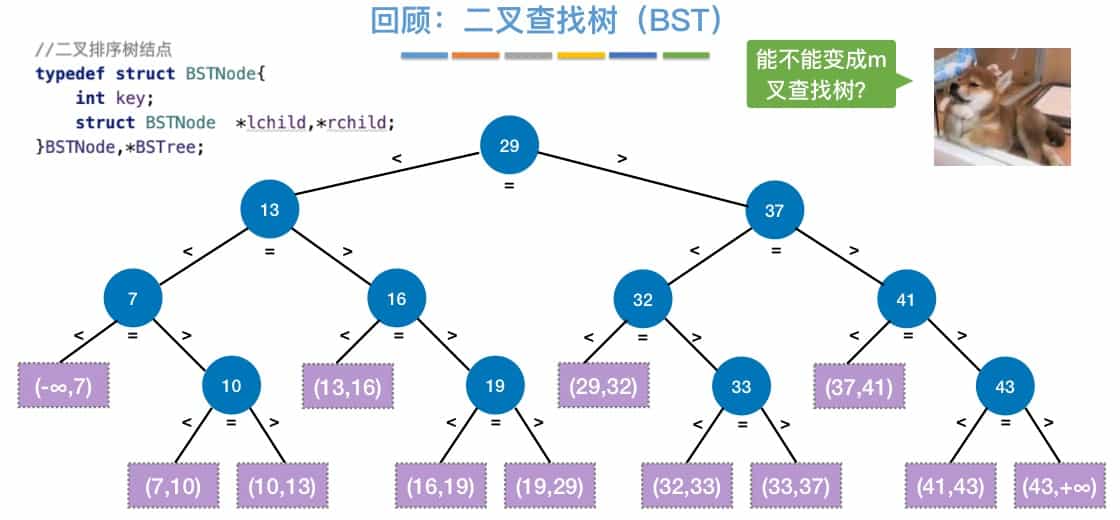 回顾：二叉查找树（BST）
//二叉排序树结点
typedef struct BSTNode{
int key;
struct BSTNode *lchild,*rchild;
}BSTNode,*BSTree;
能不能变成m
叉查找树？
29
< >
=
13 37
< = > < = >
7 16 32 41
< = > < = > < = > < = >
(-∞,7) 10 (13,16) 19 (29,32) 33 (37,41) 43
< = > < = > < = > < = >
(7,10) (10,13) (16,19) (19,29) (32,33) (33,37) (41,43) (43,+∞)